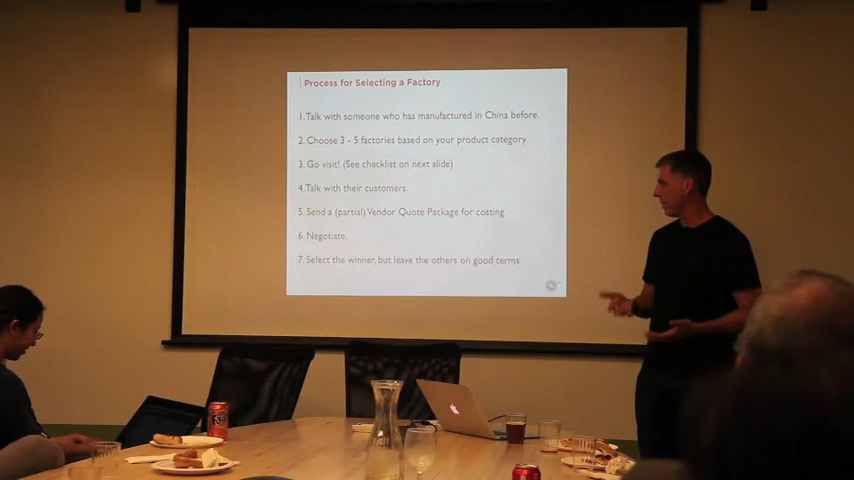 Process for Selecting a Factory
1. Talk with someone who has manufactured in China before.
2. Choose 3 - 5 factories based on your product category.
3. Go visit! (See checklist on next slide)
4. Talk with their customers.
5. Send a (partial) Vendor Quote Package for costing.
6. Negotiate.
7. Select the winner, but leave the others on good terms.